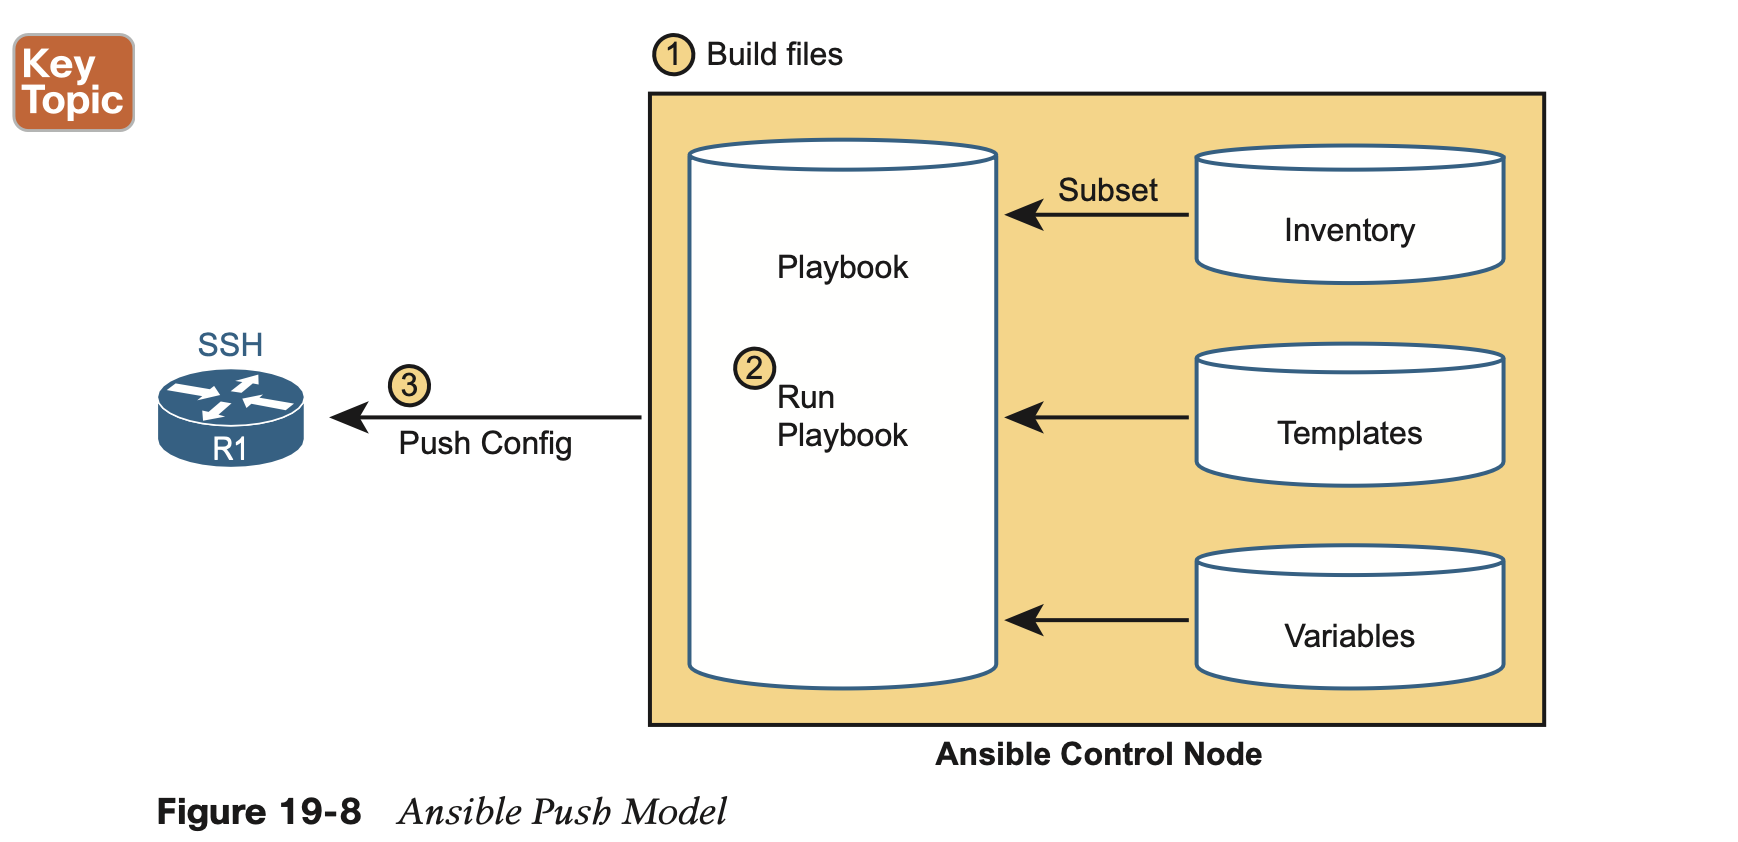 Key
Topic
1 Build files
Subset
Inventory
Playbook
SSH
2
3
Run
Playbook
Templates
Push Config
R1
Variables
Ansible Control Node
Figure 19-8 Ansible Push Model